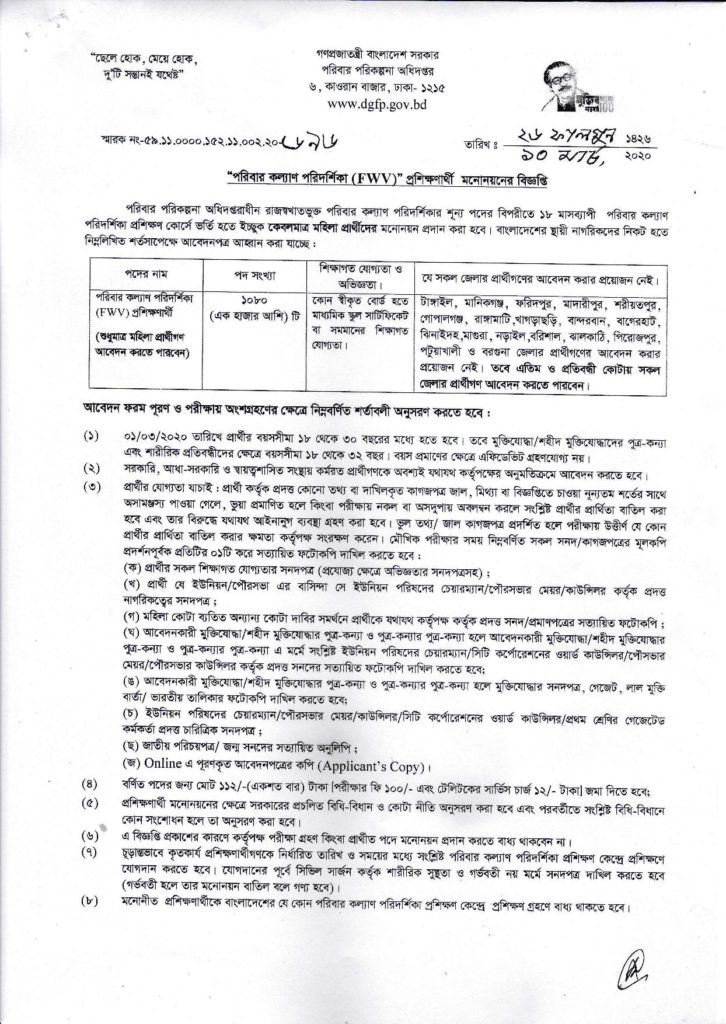 "ছেলে হোক, মেয়ে হোক,
দু'টি সন্তানই যথেষ্ট"
গণপ্রজাতন্ত্রী বাংলাদেশ সরকার
পরিবার পরিকল্পনা অধিদপ্তর
৬, কাওরান বাজার, ঢাকা- ১২১৫
www.dgfp.gov.bd
স্মারক নং-৫৯.১১.০০০০.১৫২.১১.০০২.২০-
তারিখ : ২৬ ফাল্গুন ১৪২৬
১০ মার্চ, ২০২০
"পরিবার কল্যাণ পরিদর্শিকা (FWV)" প্রশিক্ষণার্থী মনোনয়নের বিজ্ঞপ্তি
পরিবার পরিকল্পনা অধিদপ্তরাধীন রাজস্বখাতভুক্ত পরিবার কল্যাণ পরিদর্শিকার শূন্য পদের বিপরীতে ১৮ মাসব্যাপী পরিবার কল্যাণ
পরিদর্শিকা প্রশিক্ষণ কোর্সে ভর্তি হতে ইচ্ছুক কেবলমাত্র মহিলা প্রার্থীদের মনোনয়ন প্রদান করা হবে। বাংলাদেশের স্থায়ী নাগরিকদের নিকট হতে
নিম্নলিখিত শর্তসাপেক্ষে আবেদনপত্র আহ্বান করা যাচ্ছে :
পদের নাম
পদ সংখ্যা
শিক্ষাগত যোগ্যতা ও
অভিজ্ঞতা।
যে সকল জেলার প্রার্থীগণের আবেদন করার প্রয়োজন নেই।
পরিবার কল্যাণ পরিদর্শিকা
(FWV) প্রশিক্ষণার্থী
(শুধুমাত্র মহিলা প্রার্থীগণ
আবেদন করতে পারবেন)
১০৮০
(এক হাজার আশি) টি
কোন স্বীকৃত বোর্ড হতে
মাধ্যমিক স্কুল সার্টিফিকেট
বা সমমানের শিক্ষাগত
যোগ্যতা।
টাঙ্গাইল, মানিকগঞ্জ, ফরিদপুর, মাদারীপুর, শরীয়তপুর,
গোপালগঞ্জ, রাঙ্গামাটি,খাগড়াছড়ি, বান্দরবান, বাগেরহাট,
ঝিনাইদহ,মাগুরা, নড়াইল,বরিশাল, ঝালকাঠি, পিরোজপুর,
পটুয়াখালী ও বরগুনা জেলার প্রার্থীগণের আবেদন করার
প্রয়োজন নেই। তবে এতিম ও প্রতিবন্ধী কোটায় সকল
জেলার প্রার্থীগণ আবেদন করতে পারবেন।
আবেদন ফরম পূরণ ও পরীক্ষায় অংশগ্রহণের ক্ষেত্রে নিম্নবর্ণিত শর্তাবলী অনুসরণ করতে হবে :
(১) ০১/০৩/২০২০ তারিখে প্রার্থীর বয়সসীমা ১৮ থেকে ৩০ বছরের মধ্যে হতে হবে। তবে মুক্তিযোদ্ধা/শহীদ মুক্তিযোদ্ধাদের পুত্র-কন্যা
এবং শারীরিক প্রতিবন্ধীদের ক্ষেত্রে বয়সসীমা ১৮ থেকে ৩২ বছর। বয়স প্রমাণের ক্ষেত্রে এফিডেভিট গ্রহণযোগ্য নয়।
(২) সরকারি, আধা-সরকারি ও স্বায়ত্বশাসিত সংস্থায় কর্মরত প্রার্থীগণকে অবশ্যই যথাযথ কর্তৃপক্ষের অনুমতিক্রমে আবেদন করতে হবে।
(৩) প্রার্থীর যোগ্যতা যাচাই : প্রার্থী কর্তৃক প্রদত্ত কোনো তথ্য বা দাখিলকৃত কাগজপত্র জাল, মিথ্যা বা বিজ্ঞপ্তিতে চাওয়া নূন্যতম শর্তের সাথে
অসামঞ্জস্য পাওয়া গেলে, ভুয়া প্রমাণিত হলে কিংবা পরীক্ষায় নকল বা অসদুপায় অবলম্বন করলে সংশ্লিষ্ট প্রার্থীর প্রার্থিতা বাতিল করা
হবে এবং তার বিরুদ্ধে যথাযথ আইনানুগ ব্যবস্থা গ্রহণ করা হবে। ভুল তথ্য/ জাল কাগজপত্র প্রদর্শিত হলে পরীক্ষায় উত্তীর্ণ যে কোন
প্রার্থীর প্রার্থিতা বাতিল করার ক্ষমতা কর্তৃপক্ষ সংরক্ষণ করেন। মৌখিক পরীক্ষার সময় নিম্নবর্ণিত সকল সনদ/কাগজপত্রের মূলকপি
প্রদর্শনপূর্বক প্রতিটির ০১টি করে সত্যায়িত ফটোকপি দাখিল করতে হবে :
(ক) প্রার্থীর সকল শিক্ষাগত যোগ্যতার সনদপত্র (প্রযোজ্য ক্ষেত্রে অভিজ্ঞতার সনদপত্রসহ) ;
(খ) প্রার্থী যে ইউনিয়ন/পৌরসভা এর বাসিন্দা সে ইউনিয়ন পরিষদের চেয়ারম্যান/পৌরসভার মেয়র/কাউন্সিলর কর্তৃক প্রদত্ত
নাগরিকত্বের সনদপত্র ;
(গ) মহিলা কোটা ব্যতিত অন্যান্য কোটা দাবির সমর্থনে প্রার্থীকে যথাযথ কর্তৃপক্ষ কর্তৃক প্রদত্ত সনদ/প্রমাণপত্রের সত্যায়িত ফটোকপি ;
(ঘ) আবেদনকারী মুক্তিযোদ্ধা/শহীদ মুক্তিযোদ্ধার পুত্র-কন্যা ও পুত্র-কন্যার পুত্র-কন্যা হলে আবেদনকারী মুক্তিযোদ্ধা/শহীদ মুক্তিযোদ্ধার
পুত্র-কন্যা ও পুত্র-কন্যার পুত্র-কন্যা এ মর্মে সংশ্লিষ্ট ইউনিয়ন পরিষদের চেয়ারম্যান/সিটি কর্পোরেশনের ওয়ার্ড কাউন্সিলর/পৌসভার
মেয়র/পৌরসভার কাউন্সিলর কর্তৃক প্রদত্ত সনদের সত্যায়িত ফটোকপি দাখিল করতে হবে;
(ঙ) আবেদনকারী মুক্তিযোদ্ধা/শহীদ মুক্তিযোদ্ধার পুত্র-কন্যা ও পুত্র-কন্যার পুত্র-কন্যা হলে মুক্তিযোদ্ধার সনদপত্র, গেজেট, লাল মুক্তি
বার্তা/ ভারতীয় তালিকার ফটোকপি দাখিল করতে হবে;
(চ) ইউনিয়ন পরিষদের চেয়ারম্যান/পৌরসভার মেয়র/কাউন্সিলর/সিটি কর্পোরেশনের ওয়ার্ড কাউন্সিলর/প্রথম শ্রেণির গেজেটেড
কর্মকর্তা প্রদত্ত চারিত্রিক সনদপত্র ;
(ছ) জাতীয় পরিচয়পত্র/ জন্ম সনদের সত্যায়িত অনুলিপি ;
(জ) Online এ পূরণকৃত আবেদনপত্রের কপি (Applicant's Copy)।
(৪) বর্ণিত পদের জন্য মোট ১১২/-(একশত বার) টাকা [পরীক্ষার ফি ১০০/- এবং টেলিটকের সার্ভিস চার্জ ১২/- টাকা] জমা দিতে হবে;
(৫) প্রশিক্ষণার্থী মনোনয়নের ক্ষেত্রে সরকারের প্রচলিত বিধি-বিধান ও কোটা নীতি অনুসরণ করা হবে এবং পরবর্তীতে সংশ্লিষ্ট বিধি-বিধানে
কোন সংশোধন হলে তা অনুসরণ করা হবে।
(৬) এ বিজ্ঞপ্তি প্রকাশের কারণে কর্তৃপক্ষ পরীক্ষা গ্রহণ কিংবা প্রার্থীত পদে মনোনয়ন প্রদান করতে বাধ্য থাকবেন না।
(৭) চূড়ান্তভাবে কৃতকার্য প্রশিক্ষণার্থীগণকে নির্ধারিত তারিখ ও সময়ের মধ্যে সংশ্লিষ্ট পরিবার কল্যাণ পরিদর্শিকা প্রশিক্ষণ কেন্দ্রে প্রশিক্ষণে
যোগদান করতে হবে। যোগদানের পূর্বে সিভিল সার্জন কর্তৃক শারীরিক সুস্থতা ও গর্ভবতী নয় মর্মে সনদপত্র দাখিল করতে হবে
(গর্ভবতী হলে তার মনোনয়ন বাতিল বলে গণ্য হবে)।
(৮) মনোনীত প্রশিক্ষণার্থীকে বাংলাদেশের যে কোন পরিবার কল্যাণ পরিদর্শিকা প্রশিক্ষণ কেন্দ্রে প্রশিক্ষণ গ্রহণে বাধ্য থাকতে হবে।